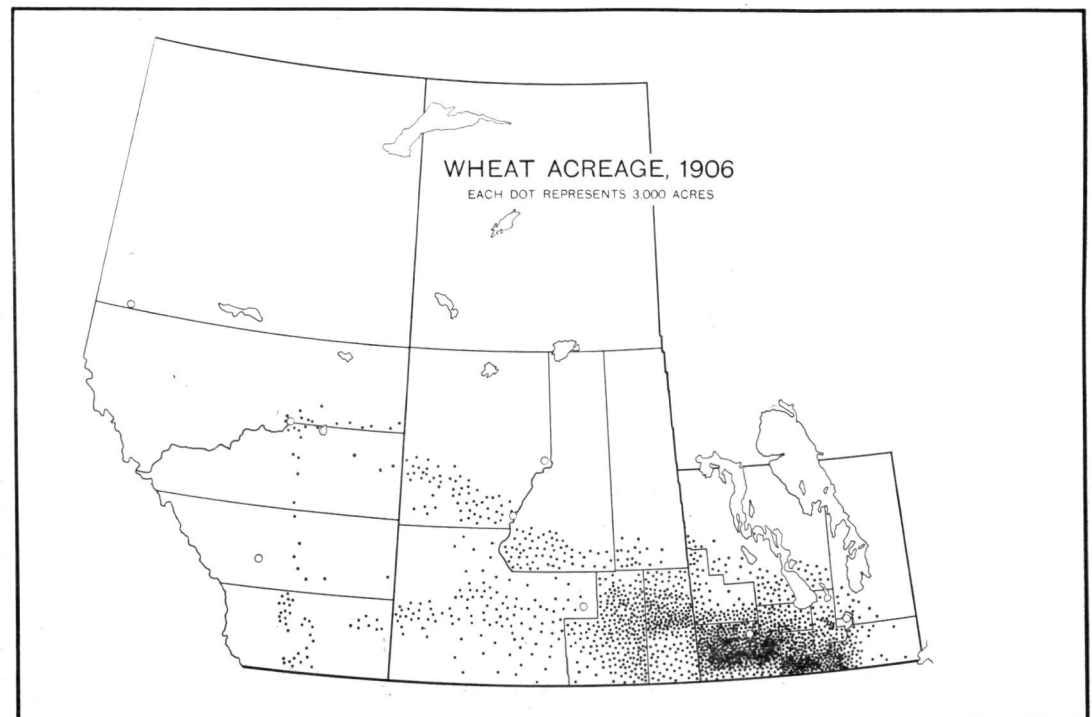 WHEAT ACREAGE, 1906
EACH DOT REPRESENTS 3,000 ACRES